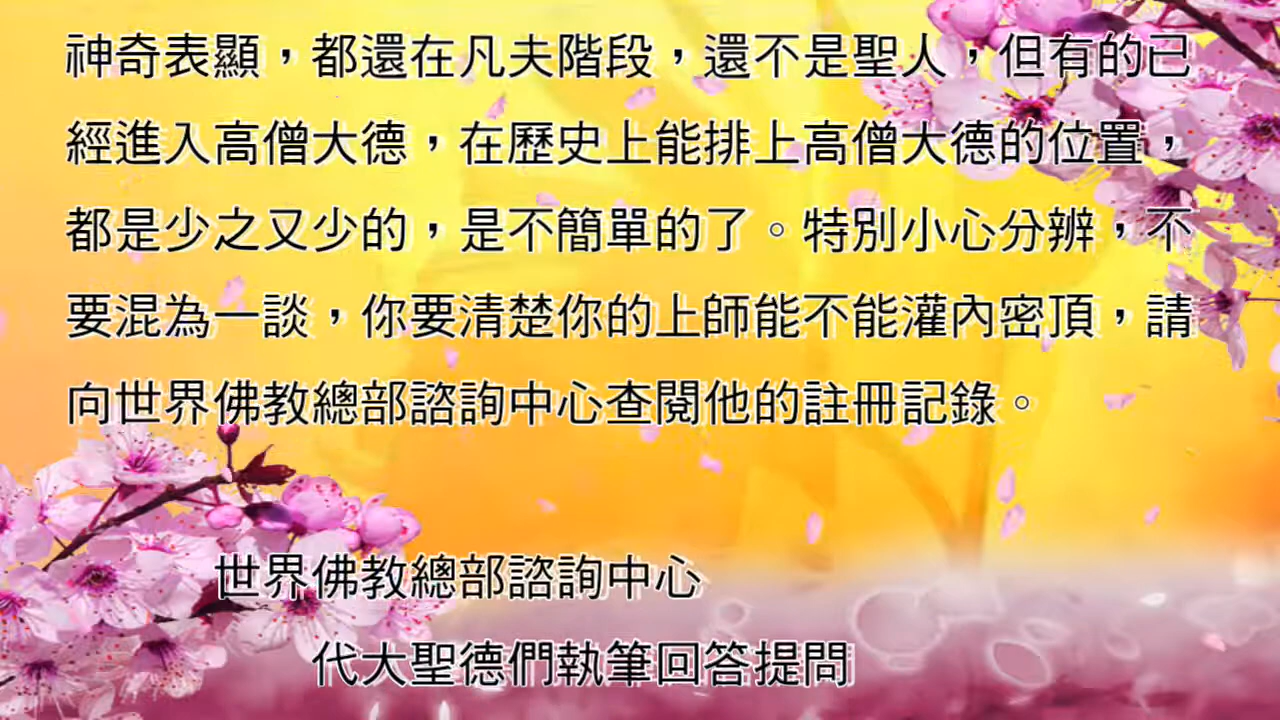 神奇表顯，都還在凡夫階段，還不是聖人，但有的已
經進入高僧大德，在歷史上能排上高僧大德的位置，
都是少之又少的，是不簡單的了。特別小心分辨，不
要混為一談，你要清楚你的上師能不能灌內密頂，請
向世界佛教總部諮詢中心查閱他的註冊記錄。
世界佛教總部諮詢中心
代大聖德們執筆回答提問